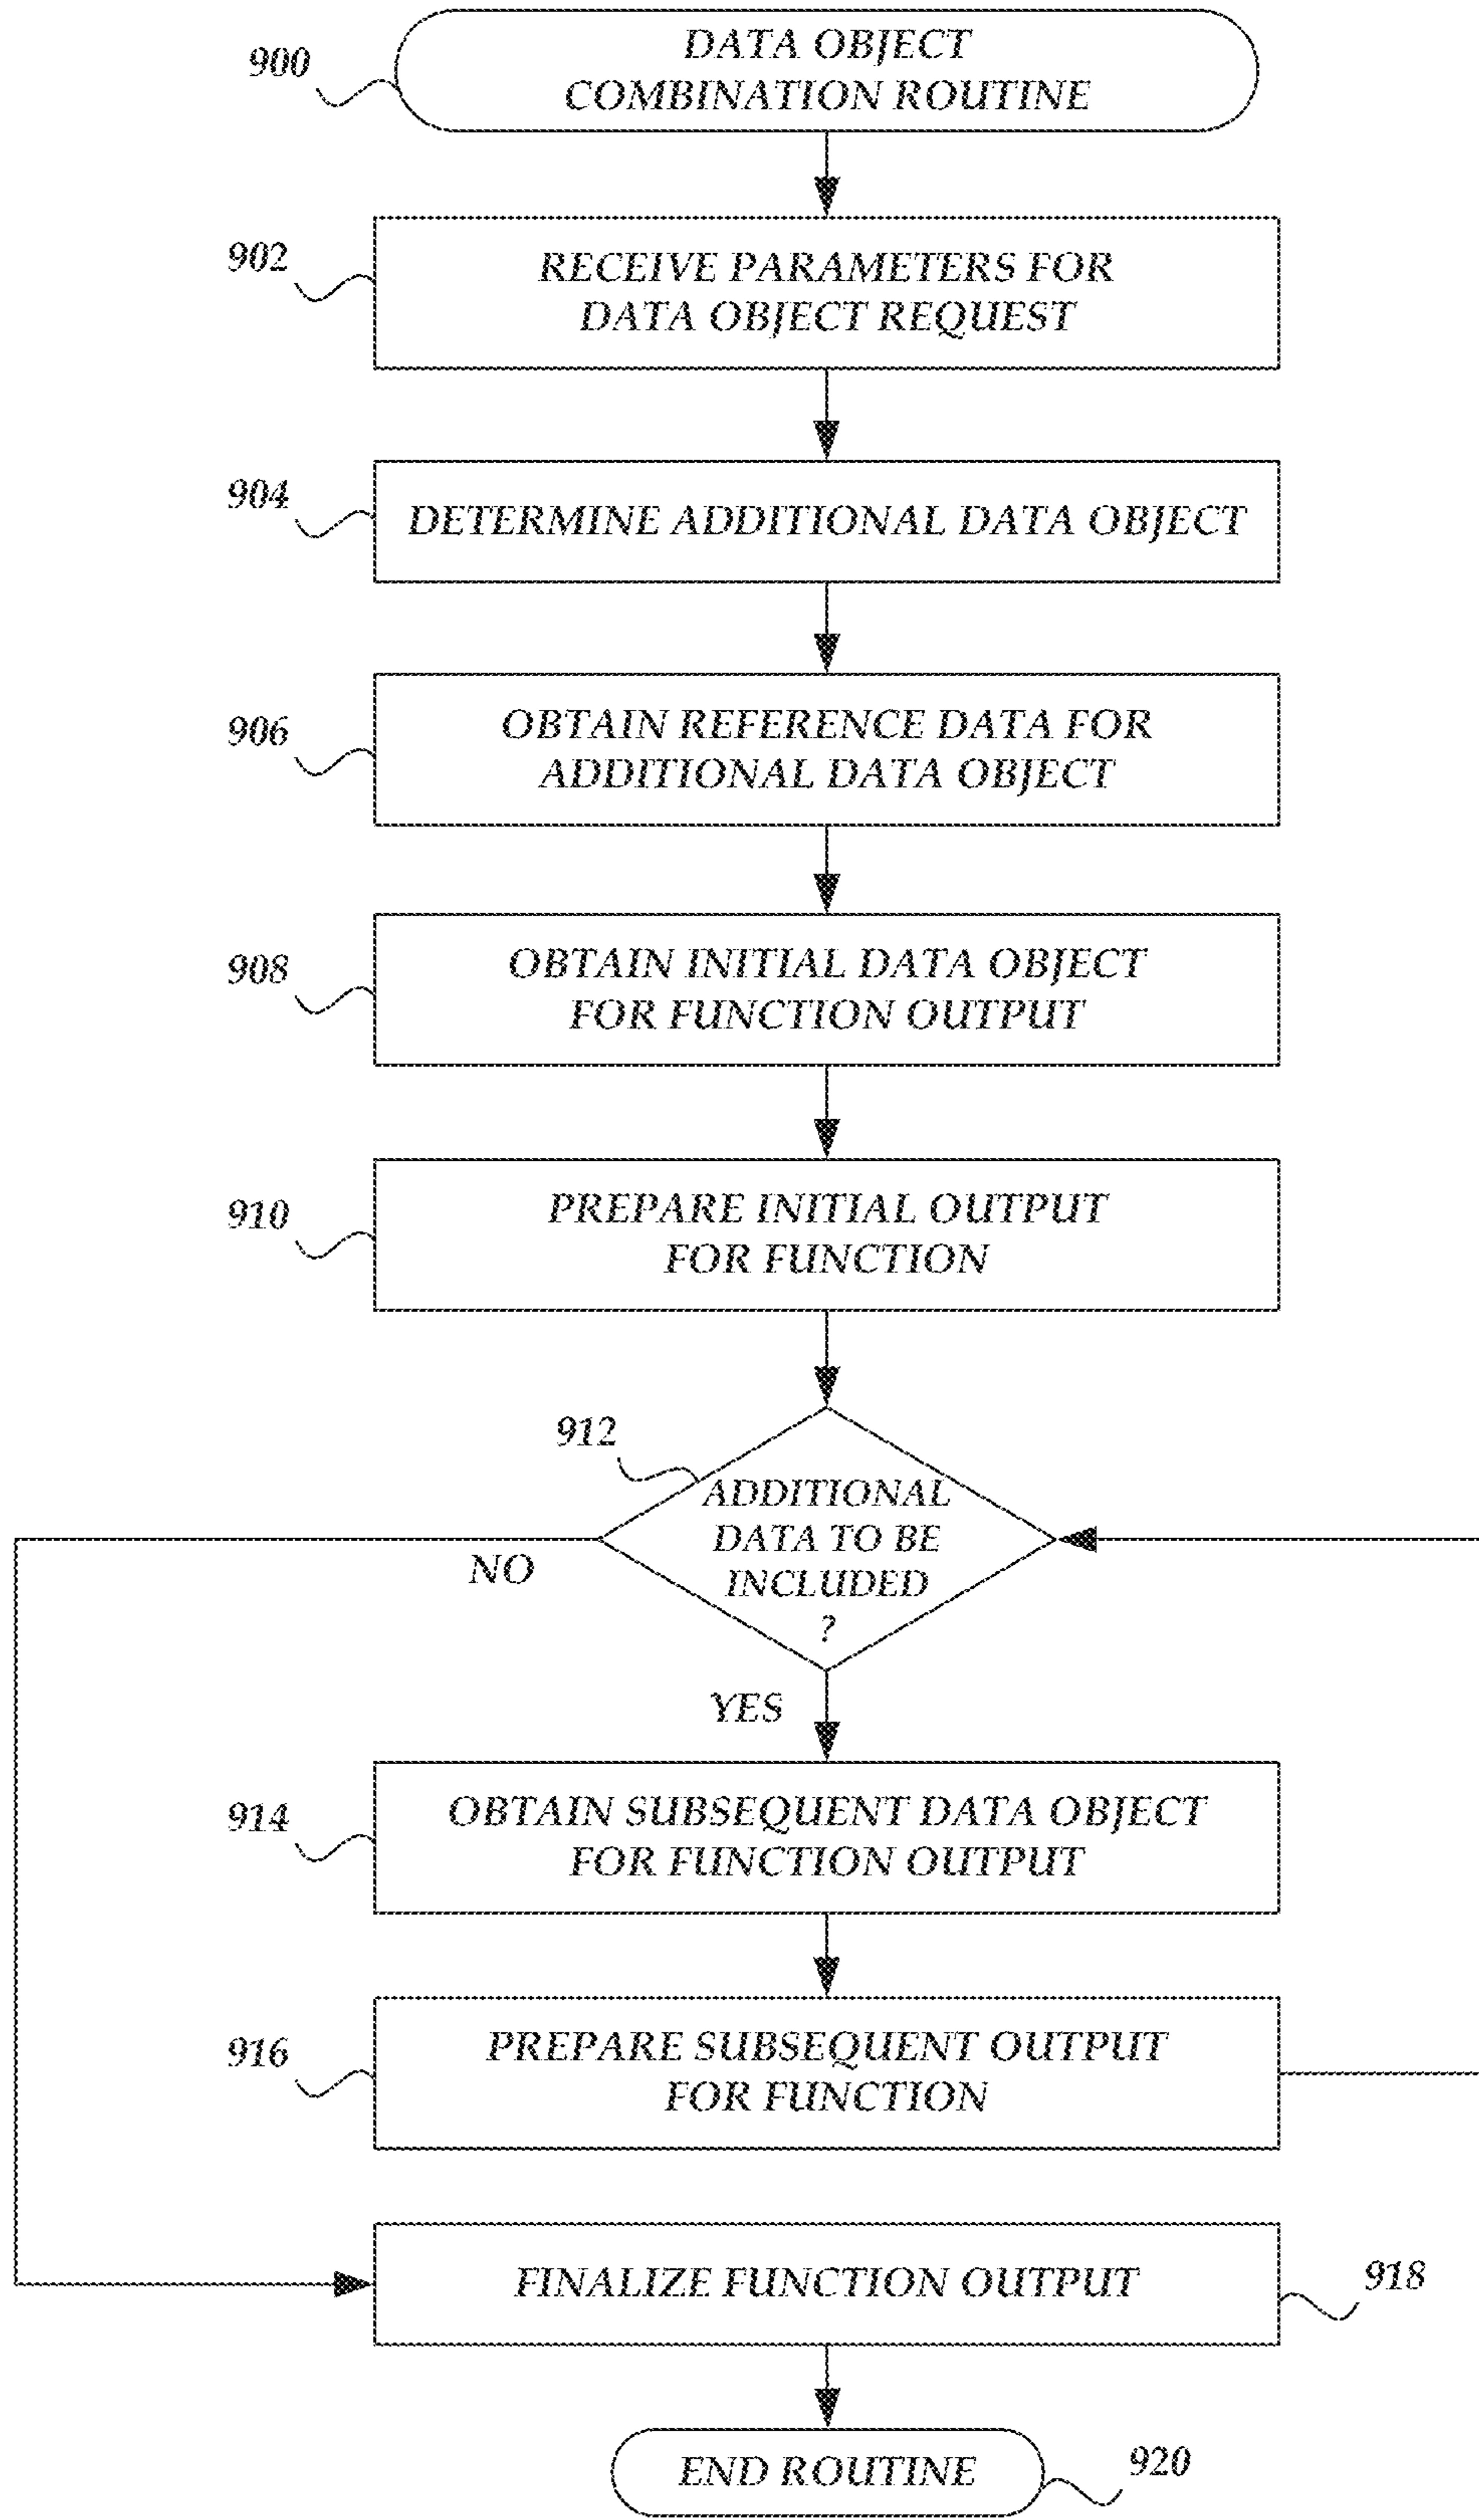 900
DATA OBJECT
COMBINATION ROUTINE
902
RECEIVE PARAMETERS FOR
DATA OBJECT REQUEST
904
DETERMINE ADDITIONAL DATA OBJECT
906
OBTAIN REFERENCE DATA FOR
ADDITIONAL DATA OBJECT
908
OBTAIN INITIAL DATA OBJECT
FOR FUNCTION OUTPUT
910
PREPARE INITIAL OUTPUT
FOR FUNCTION
912
ADDITIONAL
DATA TO BE
INCLUDED
?
NO
YES
914
OBTAIN SUBSEQUENT DATA OBJECT
FOR FUNCTION OUTPUT
916
PREPARE SUBSEQUENT OUTPUT
FOR FUNCTION
FINALIZE FUNCTION OUTPUT
918
END ROUTINE
920